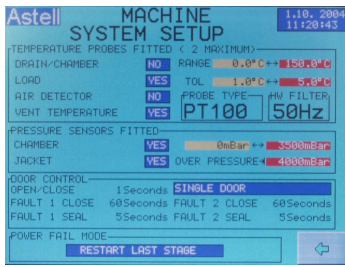 Astell MACHINE 1.10. 2004
SYSTEM SETUP 11:20:43
TEMPERATURE PROBES FITTED ( 2 MAXIMUM)
DRAIN/CHAMBER NO RANGE 0.0°C ↔ 150.0°C
LOAD YES TOL 1.0°C ↔ 5.0°C
AIR DETECTOR NO PROBE TYPE HW FILTER
VENT TEMPERATURE YES PT100 50Hz
PRESSURE SENSORS FITTED
CHAMBER YES 0mBar ↔ 3500mBar
JACKET YES OVER PRESSURE 4000mBar
DOOR CONTROL
OPEN/CLOSE 1Seconds SINGLE DOOR
FAULT 1 CLOSE 60Seconds FAULT 2 CLOSE 60Seconds
FAULT 1 SEAL 5Seconds FAULT 2 SEAL 5Seconds
POWER FAIL MODE
RESTART LAST STAGE